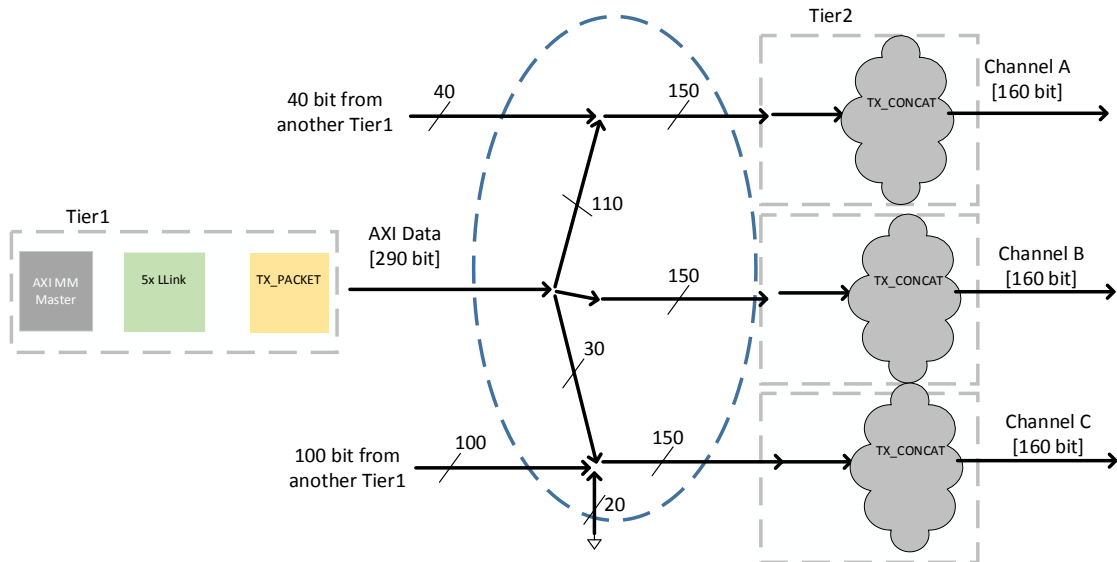 Tier2
40 bit from
another Tier1
40
150
TX_CONCAT
Channel A
[160 bit]
110
Tier1
AXI MM
Master
5x LLink
TX_PACKET
AXI Data
[290 bit]
150
TX_CONCAT
Channel B
[160 bit]
30
100 bit from
another Tier1
100
150
TX_CONCAT
Channel C
[160 bit]
20